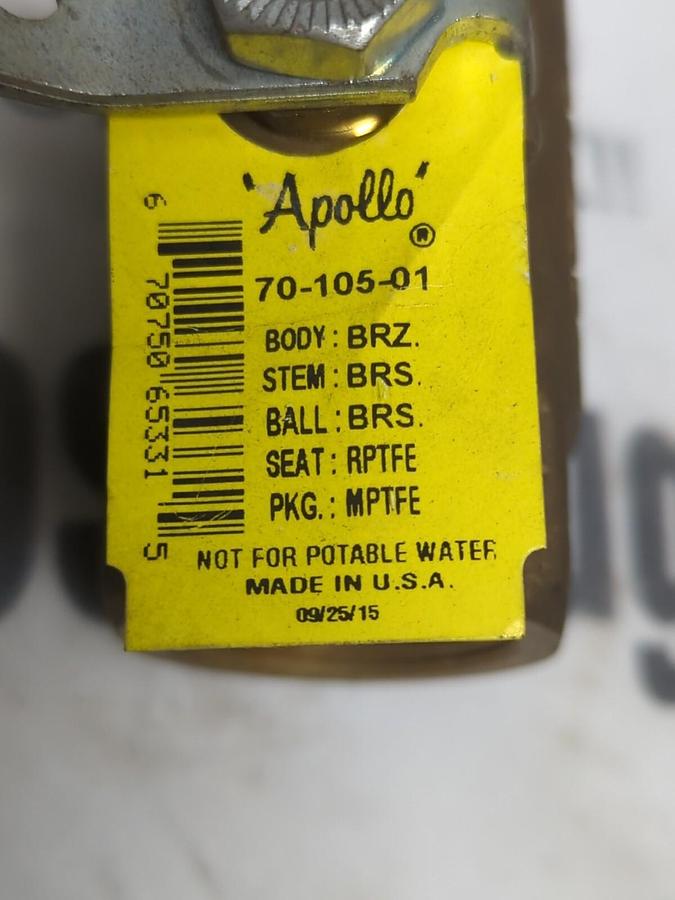 "Apollo"
®
70-105-01
BODY : BRZ.
STEM : BRS.
BALL : BRS.
SEAT : RPTFE
PKG. : MPTFE
NOT FOR POTABLE WATER
MADE IN U.S.A.
09/25/15
6 70750 65331 5